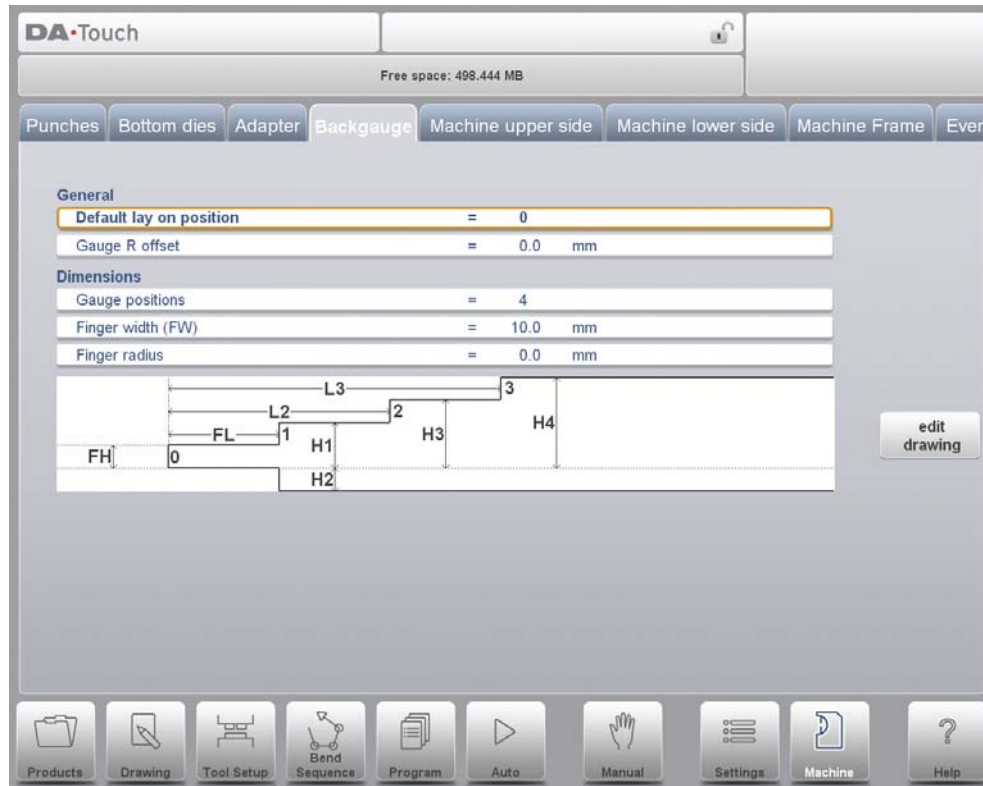 DA·Touch
Free space: 498.444 MB
Punches Bottom dies Adapter Backgauge Machine upper side Machine lower side Machine Frame Ever
General
Default lay on position = 0
Gauge R offset = 0.0 mm
Dimensions
Gauge positions = 4
Finger width (FW) = 10.0 mm
Finger radius = 0.0 mm
L3 3
L2 2
FL 1 H1 H3 H4
FH 0
H2
edit
drawing
Products Drawing Tool Setup Bend Sequence Program Auto Manual Settings Machine Help
?